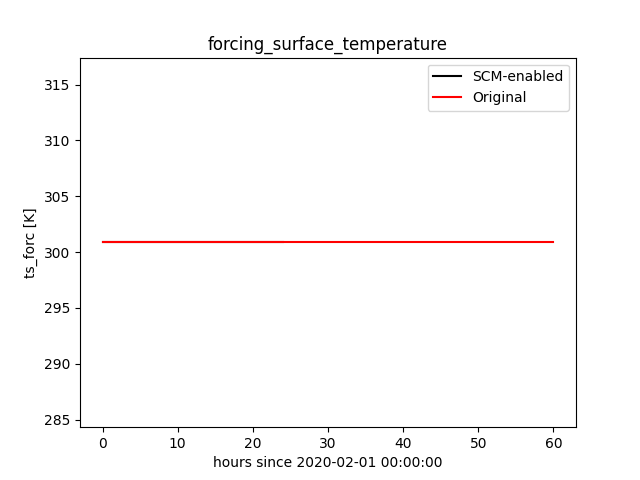 forcing_surface_temperature
SCM-enabled
Original
315
310
305
300
295
290
285
ts_forc [K]
0 10 20 30 40 50 60
hours since 2020-02-01 00:00:00